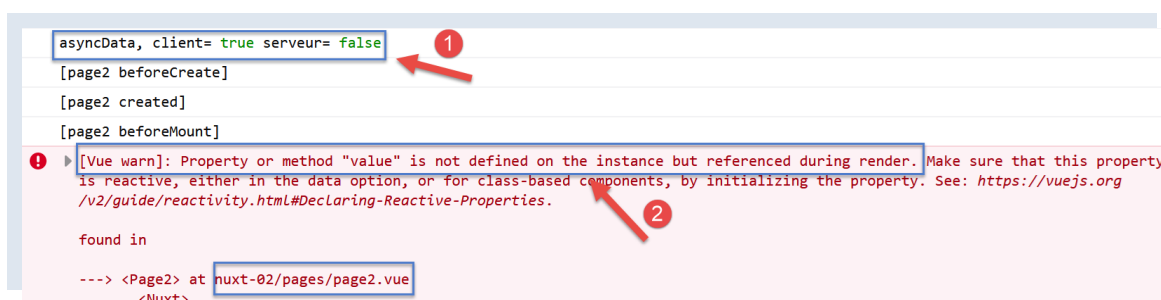 asyncData, client= true serveur= false
1
[page2 beforeCreate]
[page2 created]
[page2 beforeMount]
[Vue warn]: Property or method "value" is not defined on the instance but referenced during render. Make sure that this property
is reactive, either in the data option, or for class-based components, by initializing the property. See: https://vuejs.org
/v2/guide/reactivity.html#Declaring-Reactive-Properties.
2
found in
---> <Page2> at nuxt-02/pages/page2.vue
<Nuxt>